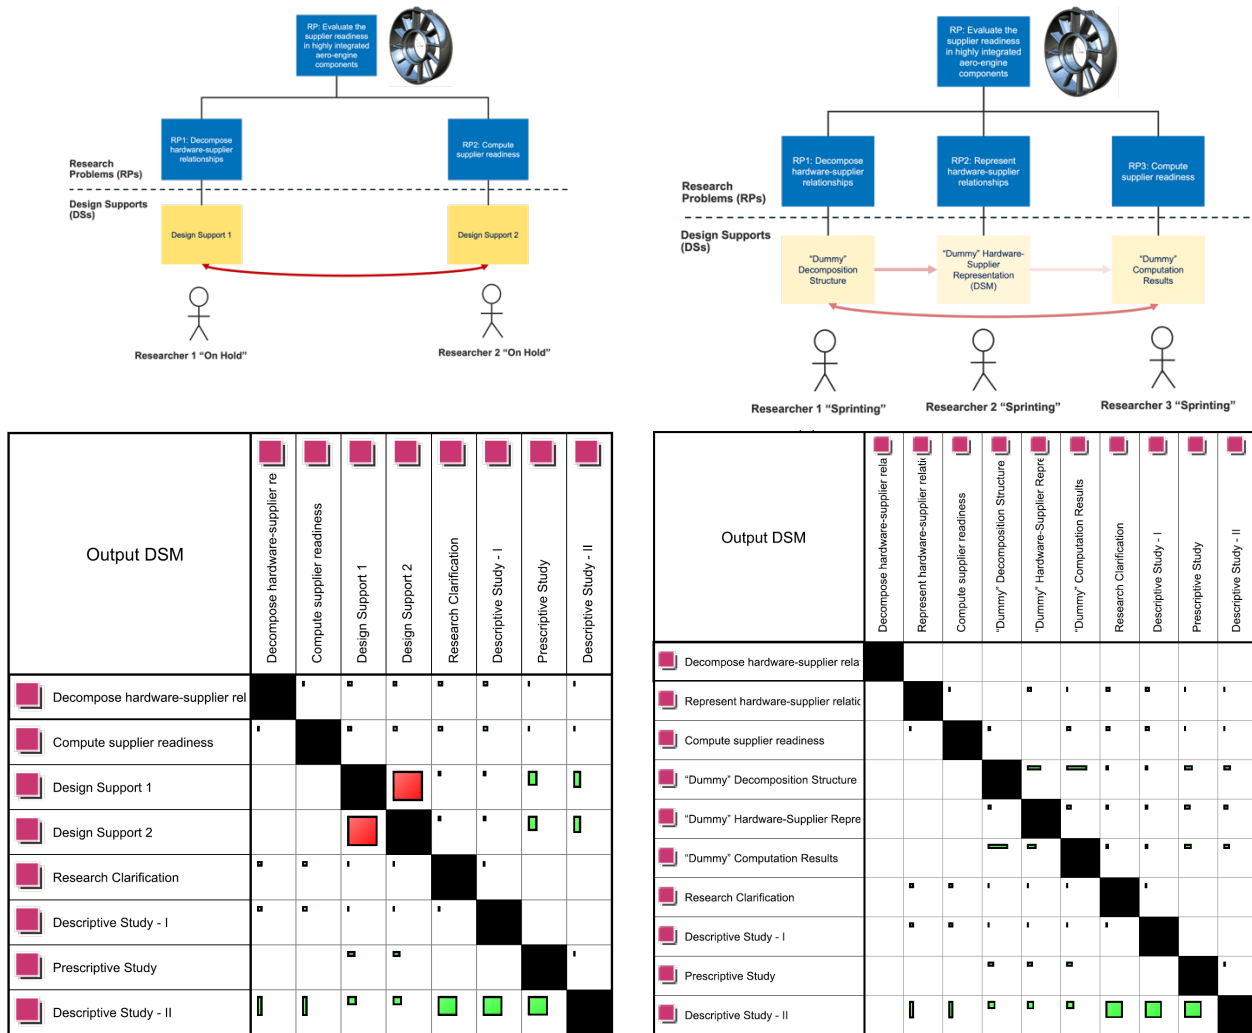 RP: Evaluate the
supplier readiness
in highly integrated
aero-engine
components
RP1: Decompose
hardware-supplier
relationships
RP2: Compute
supplier readiness
Research
Problems (RPs)
Design Supports
(DSs)
Design Support 1
Design Support 2
Researcher 1 “On Hold”
Researcher 2 “On Hold”
RP: Evaluate the
supplier readiness
in highly integrated
aero-engine
components
RP1: Decompose
hardware-supplier
relationships
RP2: Represent
hardware-supplier
relationships
RP3: Compute
supplier readiness
Research
Problems (RPs)
Design Supports
(DSs)
“Dummy”
Decomposition
Structure
“Dummy” Hardware-
Supplier
Representation
(DSM)
“Dummy”
Computation
Results
Researcher 1 “Sprinting”
Researcher 2 “Sprinting”
Researcher 3 “Sprinting”
Output DSM
Decompose hardware-supplier re
Compute supplier readiness
Design Support 1
Design Support 2
Research Clarification
Descriptive Study - I
Prescriptive Study
Descriptive Study - II
Decompose hardware-supplier rel
Compute supplier readiness
Design Support 1
Design Support 2
Research Clarification
Descriptive Study - I
Prescriptive Study
Descriptive Study - II
Output DSM
Decompose hardware-supplier rela
Represent hardware-supplier relatio
Compute supplier readiness
“Dummy” Decomposition Structure
“Dummy” Hardware-Supplier Repre
“Dummy” Computation Results
Research Clarification
Descriptive Study - I
Prescriptive Study
Descriptive Study - II
Decompose hardware-supplier rela
Represent hardware-supplier relatio
Compute supplier readiness
“Dummy” Decomposition Structure
“Dummy” Hardware-Supplier Repre
“Dummy” Computation Results
Research Clarification
Descriptive Study - I
Prescriptive Study
Descriptive Study - II